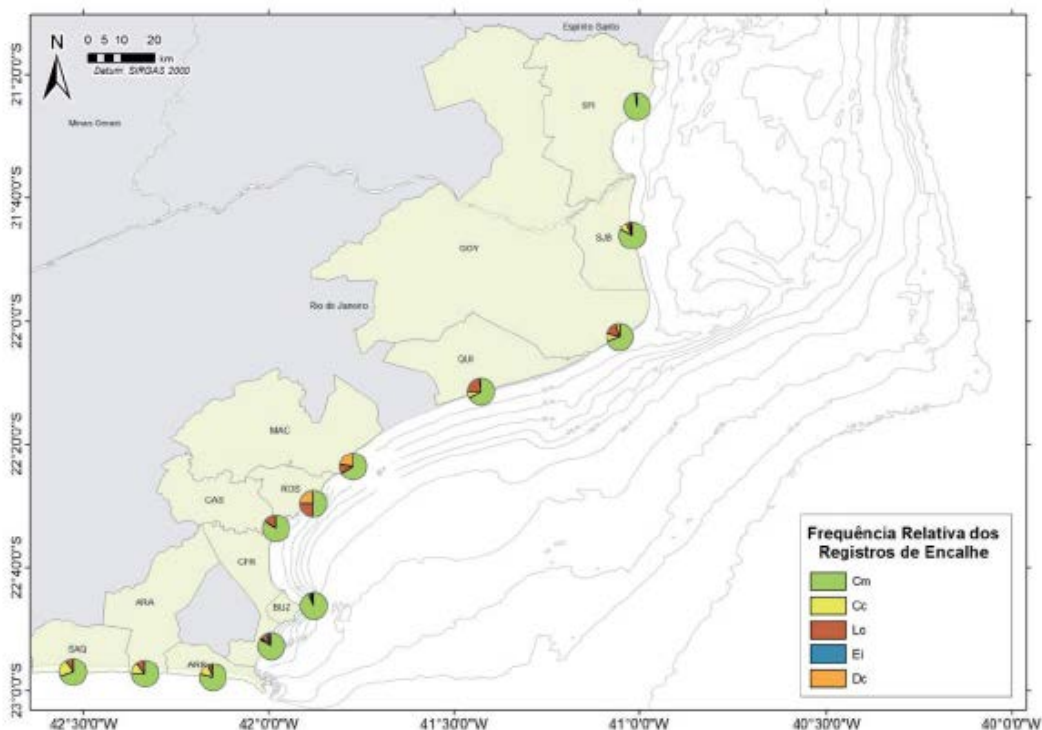 Espírito Santo
N
0 5 10 20
km
Datum: SIRGAS 2000
Minas Gerais
SFI
SJB
GOY
Rio de Janeiro
QUI
MAC
ROS
CAS
CFR
BUZ
ARA
SAQ
21°20'0"S
21°40'0"S
22°0'0"S
22°20'0"S
22°40'0"S
23°0'0"S
42°30'0"W
42°0'0"W
41°30'0"W
41°0'0"W
40°30'0"W
40°0'0"W
Frequência Relativa dos
Registros de Encalhe
Cm
Cc
Lo
Ei
Dc